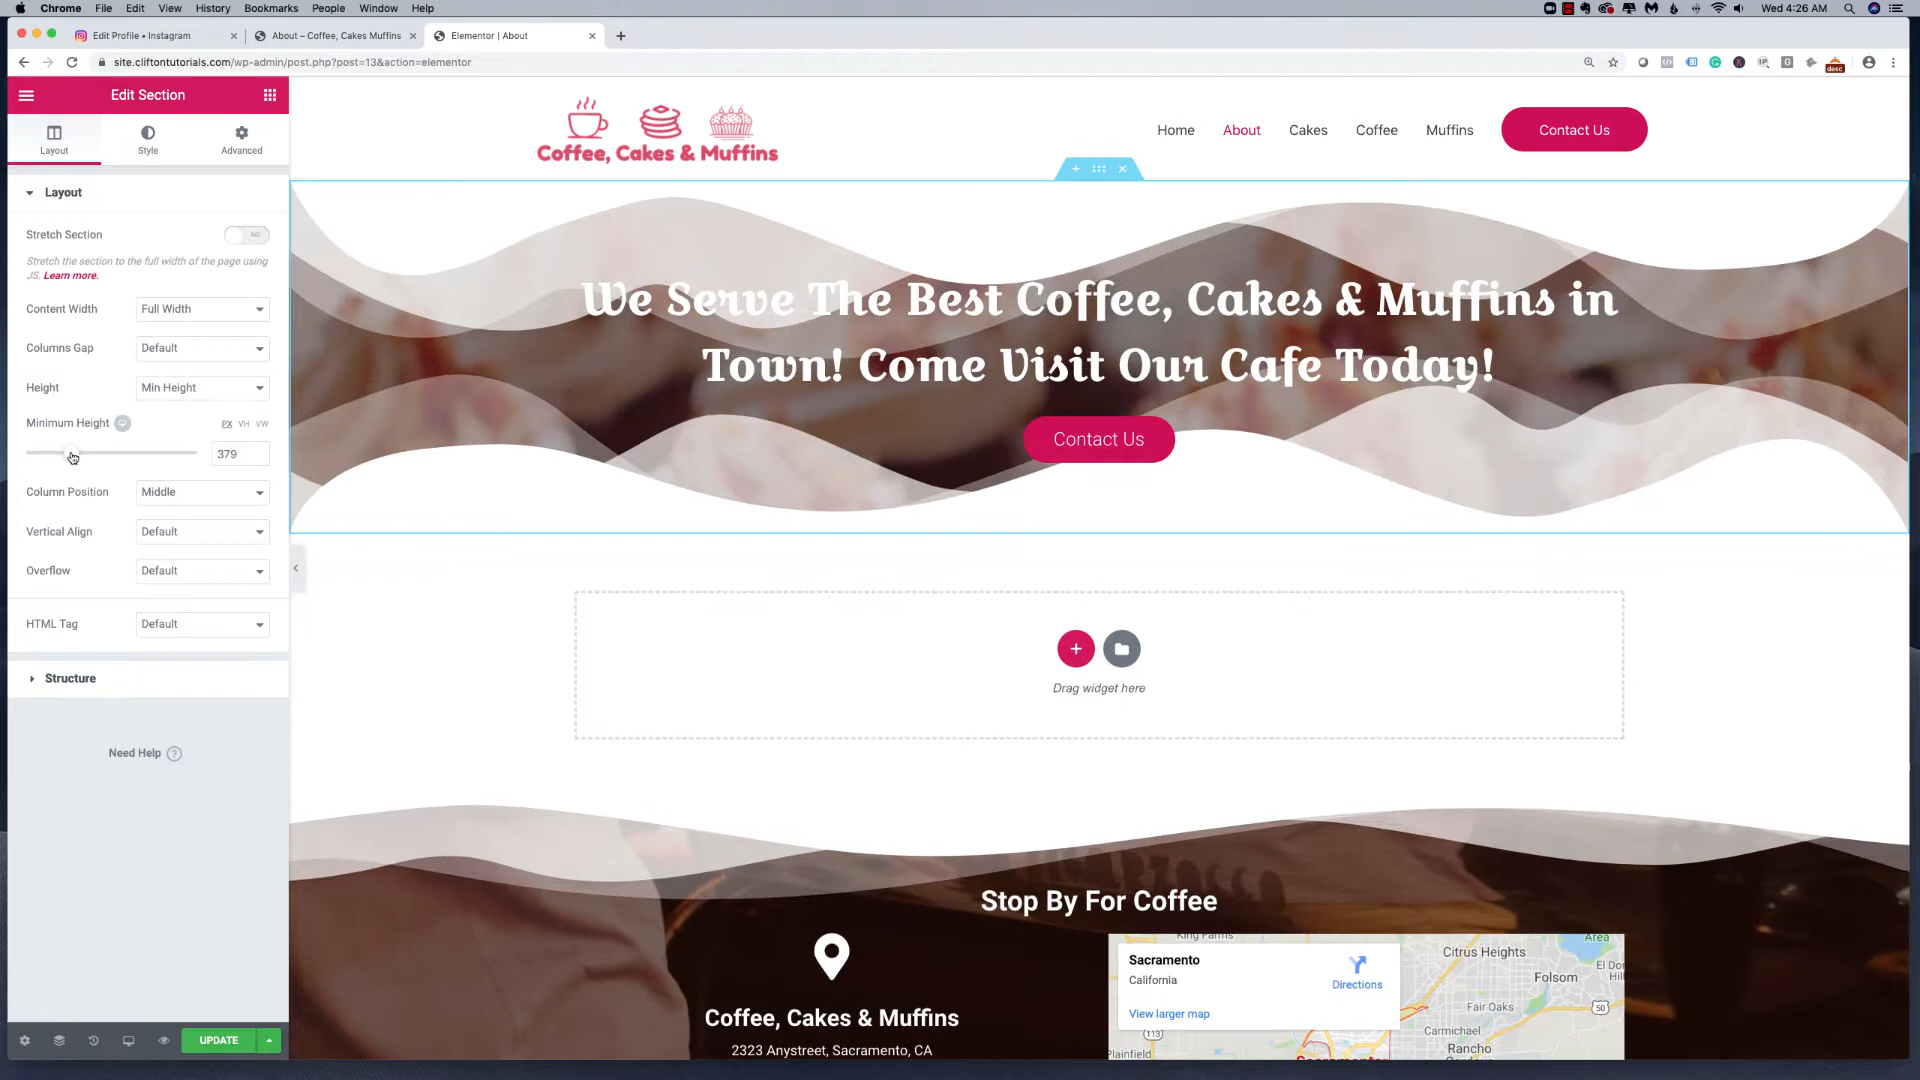 Chrome File Edit View History Bookmarks People Window Help
Wed 4:26 AM
Edit Profile • Instagram
About – Coffee, Cakes Muffins
Elementor | About
site.cliftontutorials.com/wp-admin/post.php?post=13&action=elementor
desc
Edit Section
Layout
Style
Advanced
Layout
Stretch Section
NO
Stretch the section to the full width of the page using
JS. Learn more.
Content Width
Full Width
Columns Gap
Default
Height
Min Height
Minimum Height
PX VH VW
379
Column Position
Middle
Vertical Align
Default
Overflow
Default
HTML Tag
Default
Structure
Need Help ?
UPDATE
Coffee, Cakes & Muffins
Home
About
Cakes
Coffee
Muffins
Contact Us
We Serve The Best Coffee, Cakes & Muffins in
Town! Come Visit Our Cafe Today!
Contact Us
Drag widget here
Stop By For Coffee
Coffee, Cakes & Muffins
2323 Anystreet, Sacramento, CA
Sacramento
California
Directions
View larger map
King Farms
Citrus Heights
Area
Folsom
Fair Oaks
50
Carmichael
Rancho
113
Plainfield